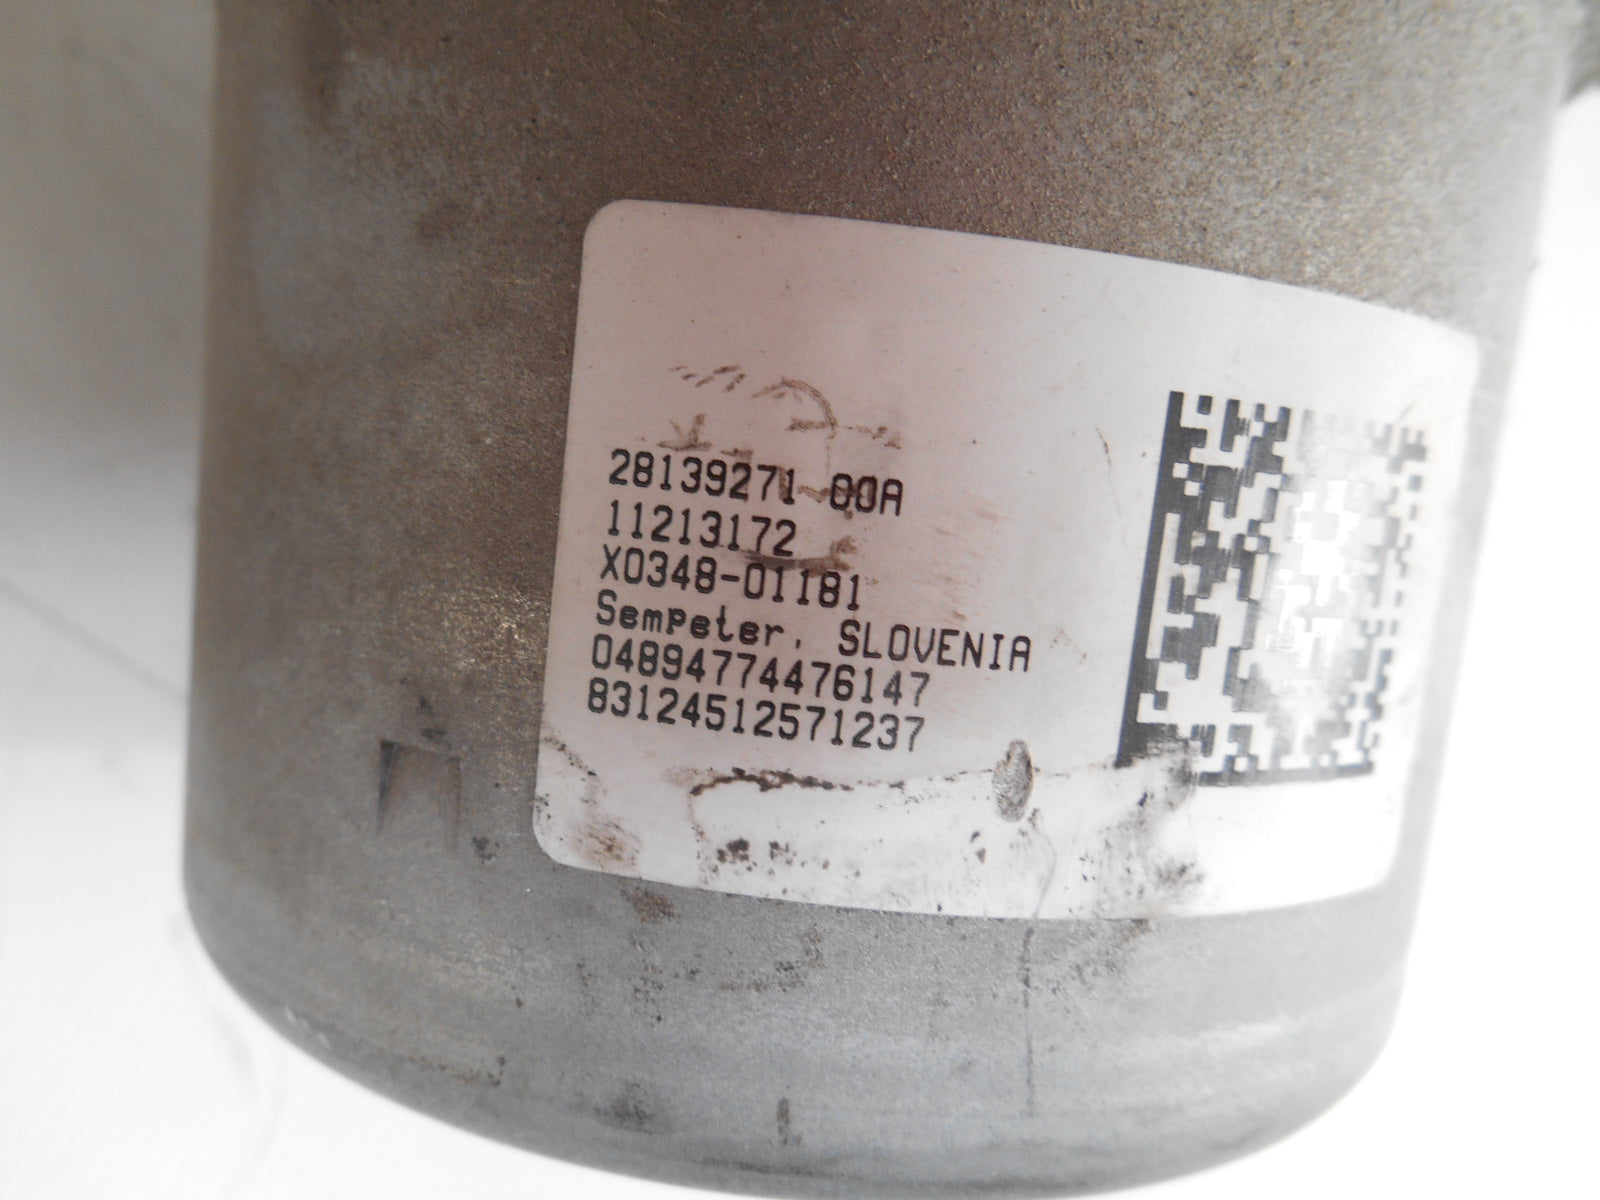 28139271 00A
11213172
X0348-01181
Sempeter, SLOVENIA
04894774476147
83124512571237